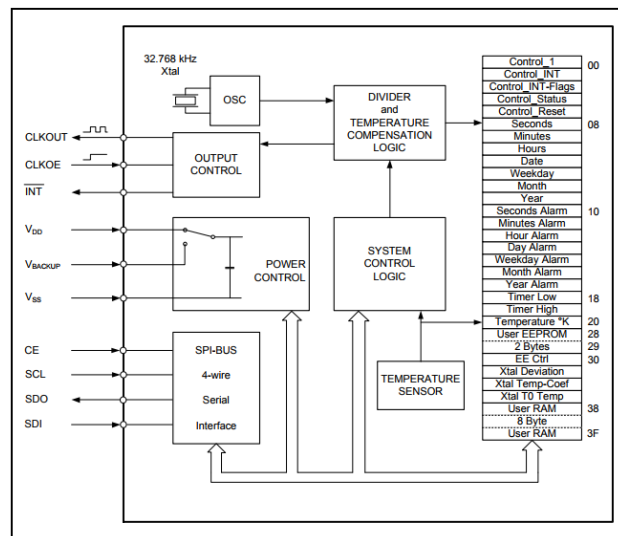 32.768 kHz
Xtal
OSC
DIVIDER
and
TEMPERATURE
COMPENSATION
LOGIC
CLKOUT
CLKOE
INT
OUTPUT
CONTROL
VDD
VBACKUP
VSS
POWER
CONTROL
SYSTEM
CONTROL
LOGIC
CE
SCL
SDO
SDI
SPI-BUS
4-wire
Serial
Interface
TEMPERATURE
SENSOR
Control_1 00
Control_INT
Control_INT-Flags
Control_Status
Control_Reset
Seconds 08
Minutes
Hours
Date
Weekday
Month
Year
Seconds Alarm 10
Minutes Alarm
Hour Alarm
Day Alarm
Weekday Alarm
Month Alarm
Year Alarm
Timer Low 18
Timer High
Temperature °K 20
User EEPROM 28
2 Bytes 29
EE Ctrl 30
Xtal Deviation
Xtal Temp-Coef
Xtal T0 Temp
User RAM 38
8 Byte
User RAM 3F